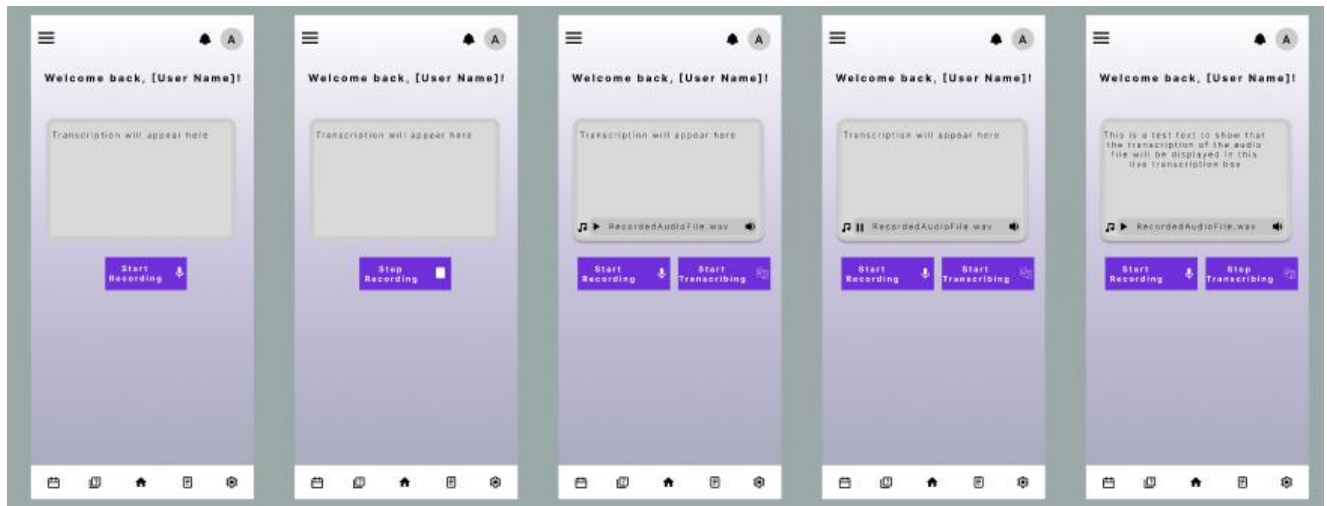 A
Welcome back, [User Name]!
Transcription will appear here
Start
Recording
A
Welcome back, [User Name]!
Transcription will appear here
Stop
Recording
A
Welcome back, [User Name]!
Transcription will appear here
RecordedAudioFile.wav
Start
Recording
Start
Transcribing
A
Welcome back, [User Name]!
Transcription will appear here
RecordedAudioFile.wav
Start
Recording
Start
Transcribing
A
Welcome back, [User Name]!
This is a test text to show that
the transcription of the audio
file will be displayed in this
live transcription box
RecordedAudioFile.wav
Start
Recording
Stop
Transcribing